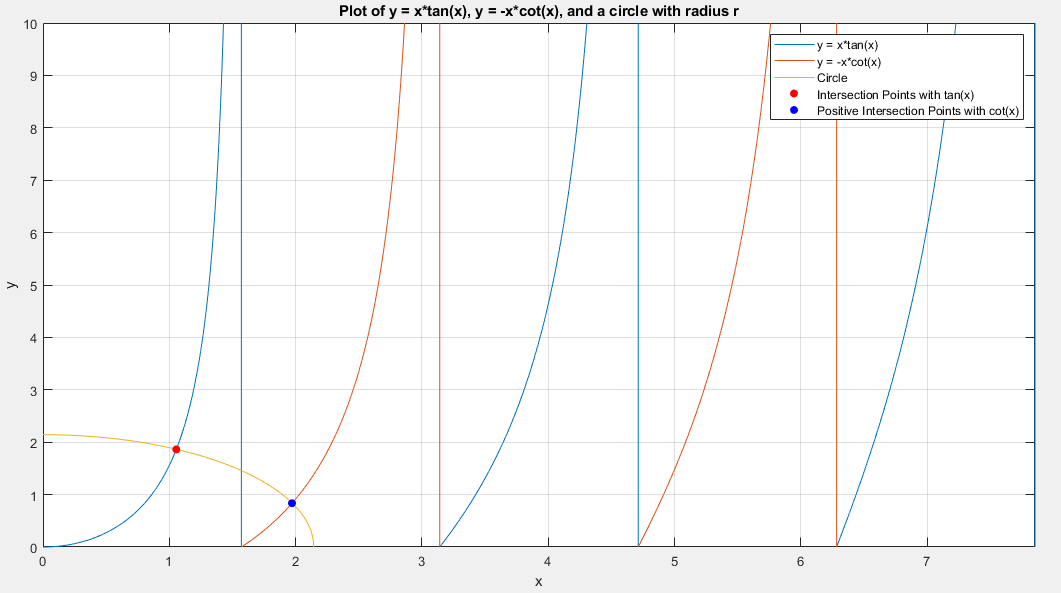 Plot of y = x*tan(x), y = -x*cot(x), and a circle with radius r
10
9
8
7
6
5
4
3
2
1
0
y
y = x*tan(x)
y = -x*cot(x)
Circle
Intersection Points with tan(x)
Positive Intersection Points with cot(x)
0 1 2 3 4 5 6 7
x